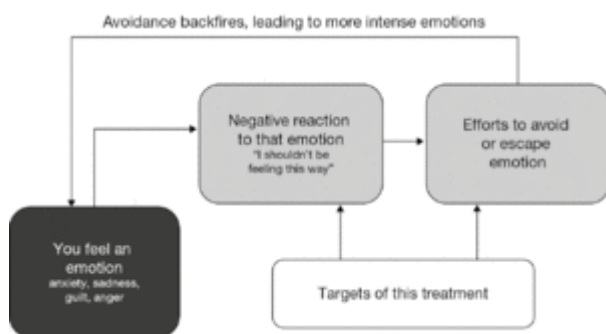 Avoidance backfires, leading to more intense emotions
Negative reaction
to that emotion
"I shouldn't be
feeling this way"
Efforts to avoid
or escape
emotion
You feel an
emotion
anxiety, sadness,
guilt, anger
Targets of this treatment